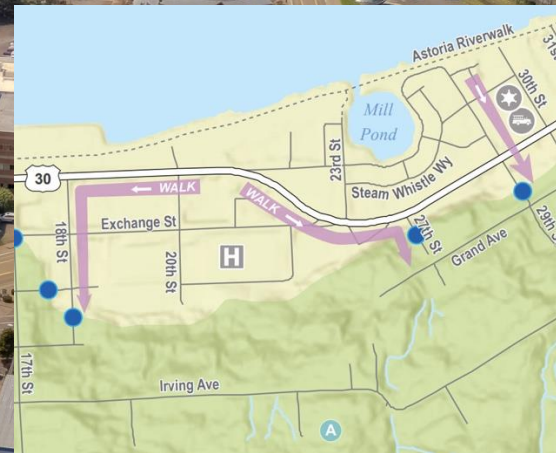 Astoria Riverwalk
31st
30th St
Mill
Pond
23rd St
30
WALK
WALK
Steam Whistle Wy
18th St
Exchange St
20th St
H
27th St
29th St
Grand Ave
17th St
Irving Ave
A